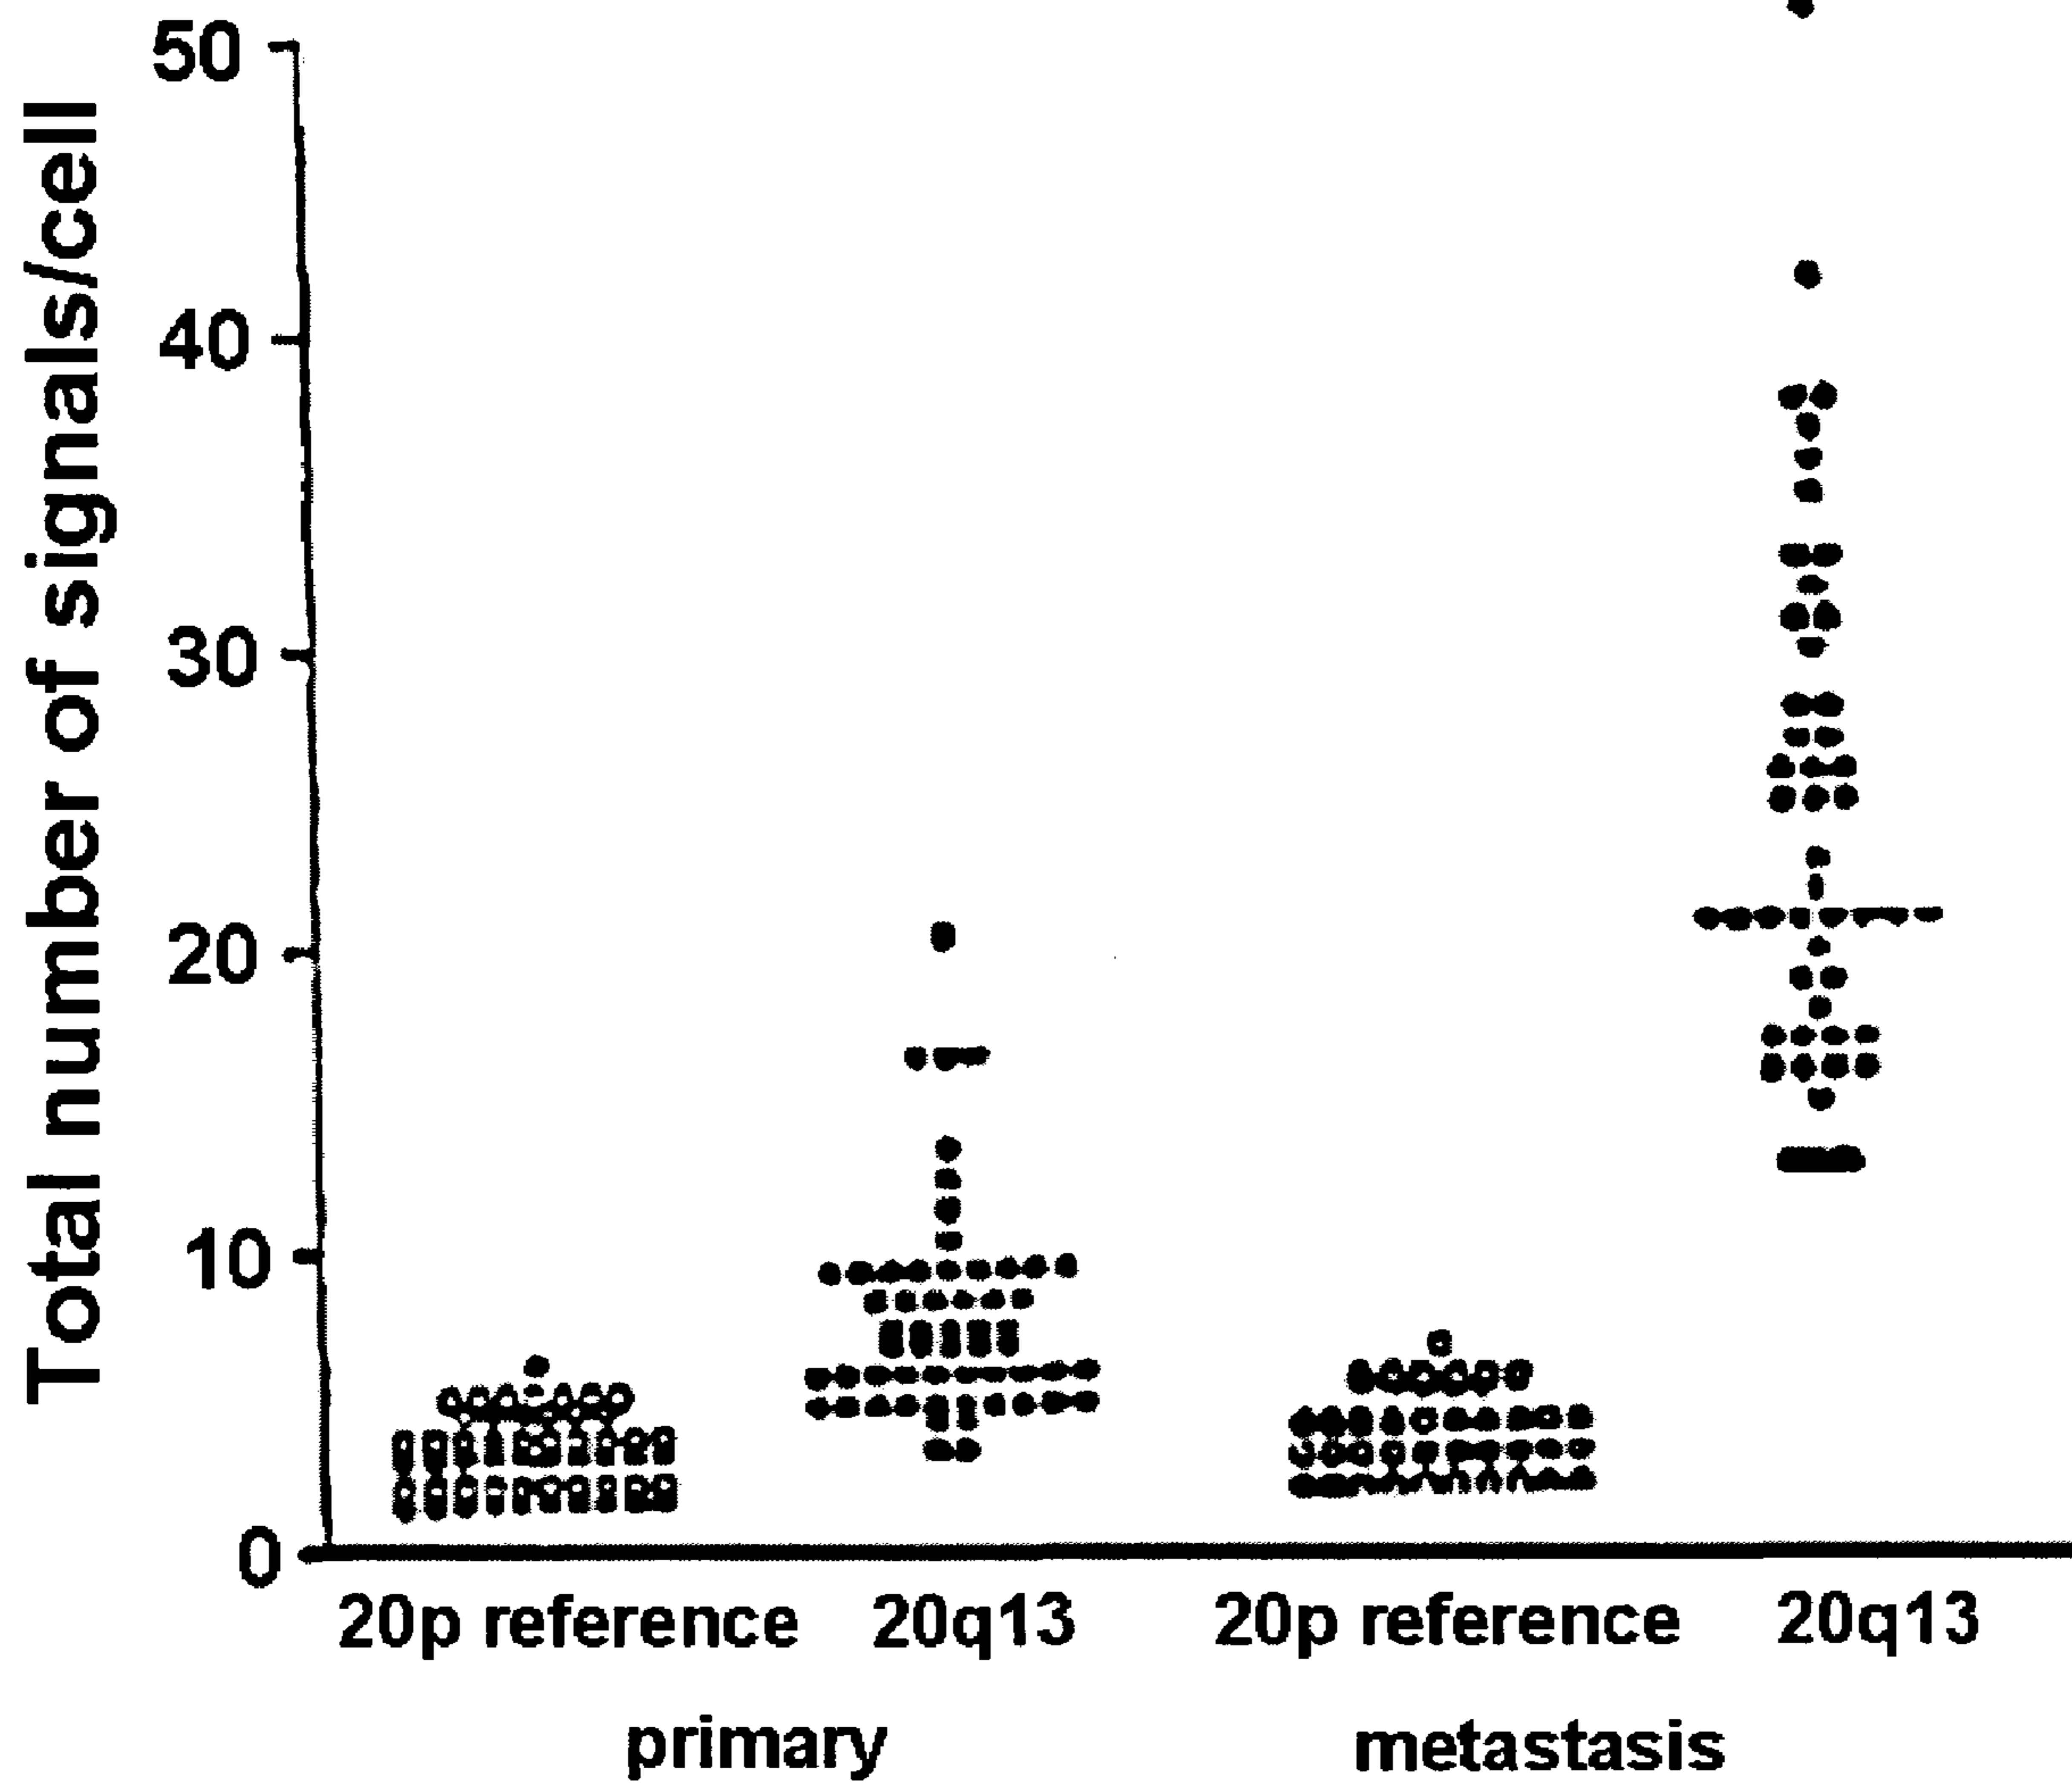 Total number of signals/cell
50
40
30
20
10
0
20p reference 20q13 20p reference 20q13
primary metastasis